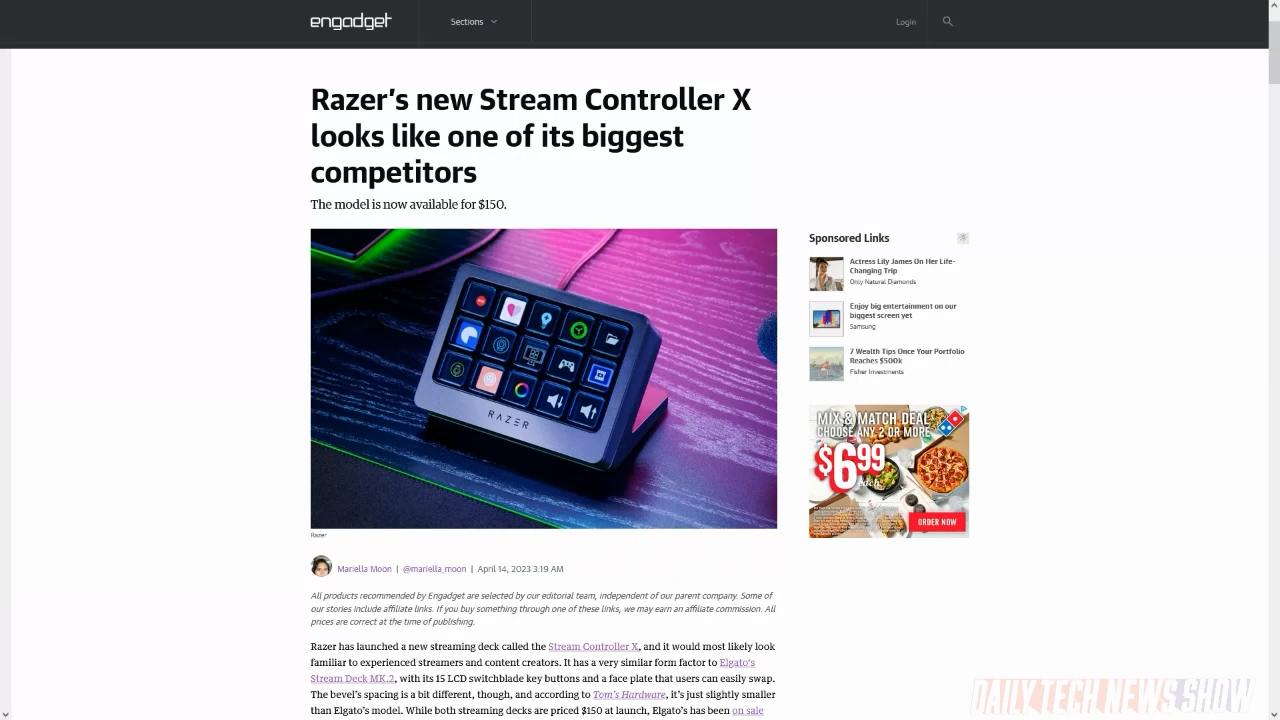 engadget
Sections
Login
Razer's new Stream Controller X
looks like one of its biggest
competitors
The model is now available for $150.
RAZER
Razer
Mariella Moon | @mariella_moon | April 14, 2023 3:19 AM
All products recommended by Engadget are selected by our editorial team, independent of our parent company. Some of
our stories include affiliate links. If you buy something through one of these links, we may earn an affiliate commission. All
prices are correct at the time of publishing.
Razer has launched a new streaming deck called the Stream Controller X, and it would most likely look
familiar to experienced streamers and content creators. It has a very similar form factor to Elgato's
Stream Deck MK.2, with its 15 LCD switchblade key buttons and a face plate that users can easily swap.
The bevel's spacing is a bit different, though, and according to Tom's Hardware, it's just slightly smaller
than Elgato's model. While both streaming decks are priced $150 at launch, Elgato's has been on sale
Sponsored Links
Actress Lily James On Her Life-
Changing Trip
Only Natural Diamonds
Enjoy big entertainment on our
biggest screen yet
Samsung
7 Wealth Tips Once Your Portfolio
Reaches $500k
Fisher Investments
MIX & MATCH DEAL
CHOOSE ANY 2 OR MORE
$6.99
each
ORDER NOW
DAILY TECH NEWS SHOW